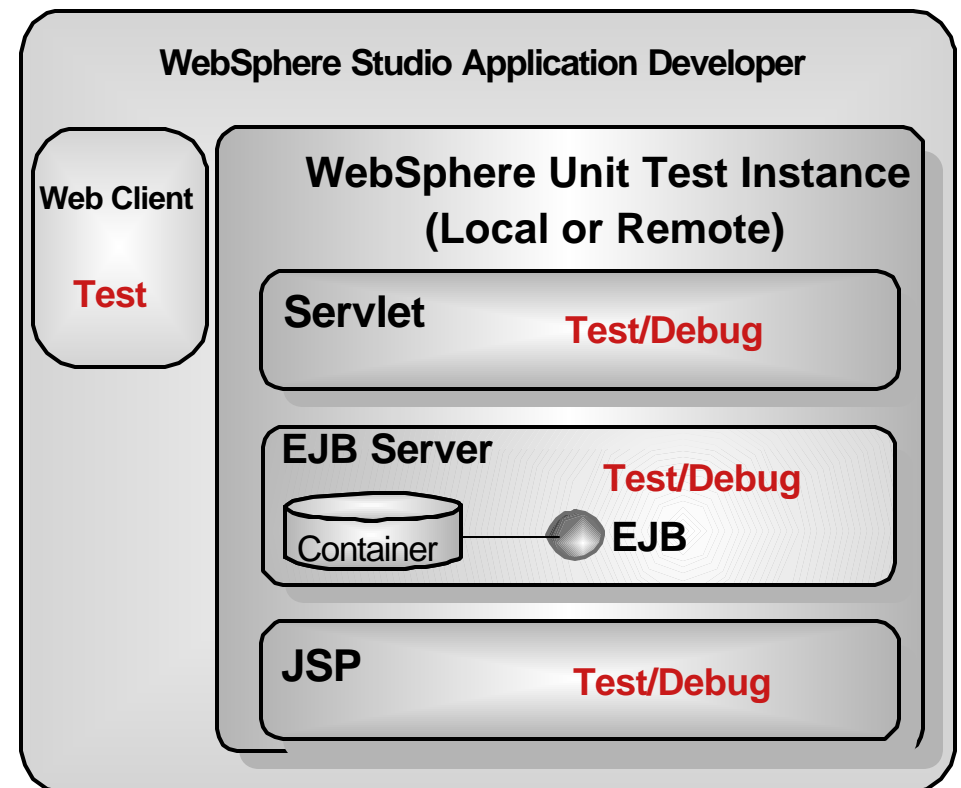 WebSphere Studio Application Developer
Web Client
Test
WebSphere Unit Test Instance
(Local or Remote)
Servlet
Test/Debug
EJB Server
Test/Debug
Container
EJB
JSP
Test/Debug